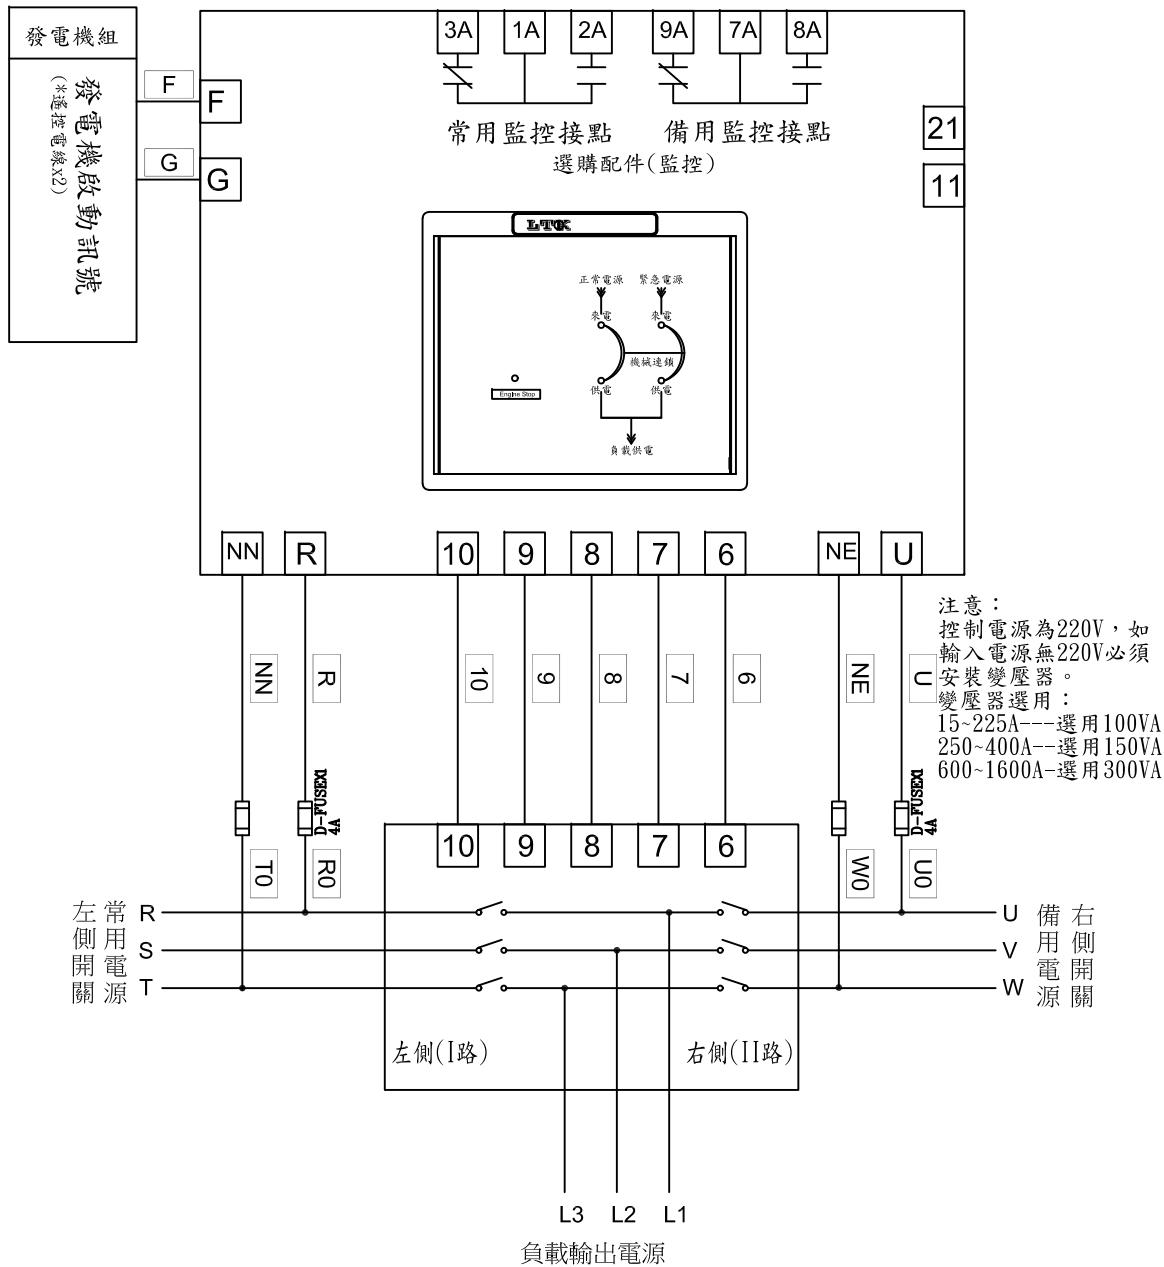 發電機組
發電機啟動訊號
(*遙控電線x2)
F
G
F
G
3A
1A
2A
9A
7A
8A
常用監控接點
備用監控接點
選購配件(監控)
21
11
LTCK
正常電源
緊急電源
來電
來電
機械連鎖
供電
供電
Engine Stop
負載供電
NN
R
10
9
8
7
6
NE
U
注意：
控制電源為220V，如
輸入電源無220V必須
安裝變壓器。
變壓器選用：
15~225A---選用100VA
250~400A--選用150VA
600~1600A-選用300VA
NN
R
10
9
8
7
6
NE
U
D-FUSEX1
4A
D-FUSEX1
4A
10
9
8
7
6
T0
R0
W0
U0
常用電源
左側開關
R
S
T
U
V
W
備用電源
右側開關
左側(I路)
右側(II路)
L3
L2
L1
負載輸出電源